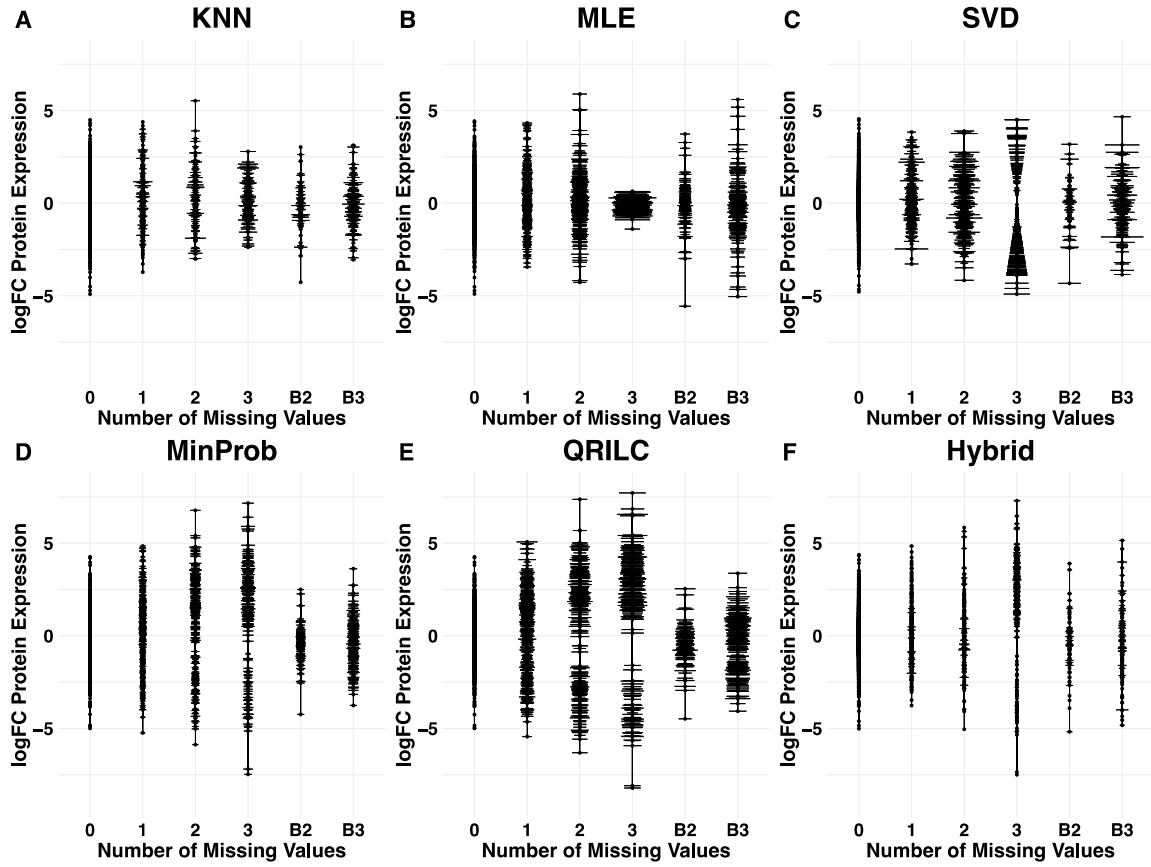 A KNN B MLE C SVD
logFC Protein Expression
5
0
−5
0 1 2 3 B2 B3
Number of Missing Values
logFC Protein Expression
5
0
−5
0 1 2 3 B2 B3
Number of Missing Values
logFC Protein Expression
5
0
−5
0 1 2 3 B2 B3
Number of Missing Values
D MinProb E QRILC F Hybrid
logFC Protein Expression
5
0
−5
0 1 2 3 B2 B3
Number of Missing Values
logFC Protein Expression
5
0
−5
0 1 2 3 B2 B3
Number of Missing Values
logFC Protein Expression
5
0
−5
0 1 2 3 B2 B3
Number of Missing Values